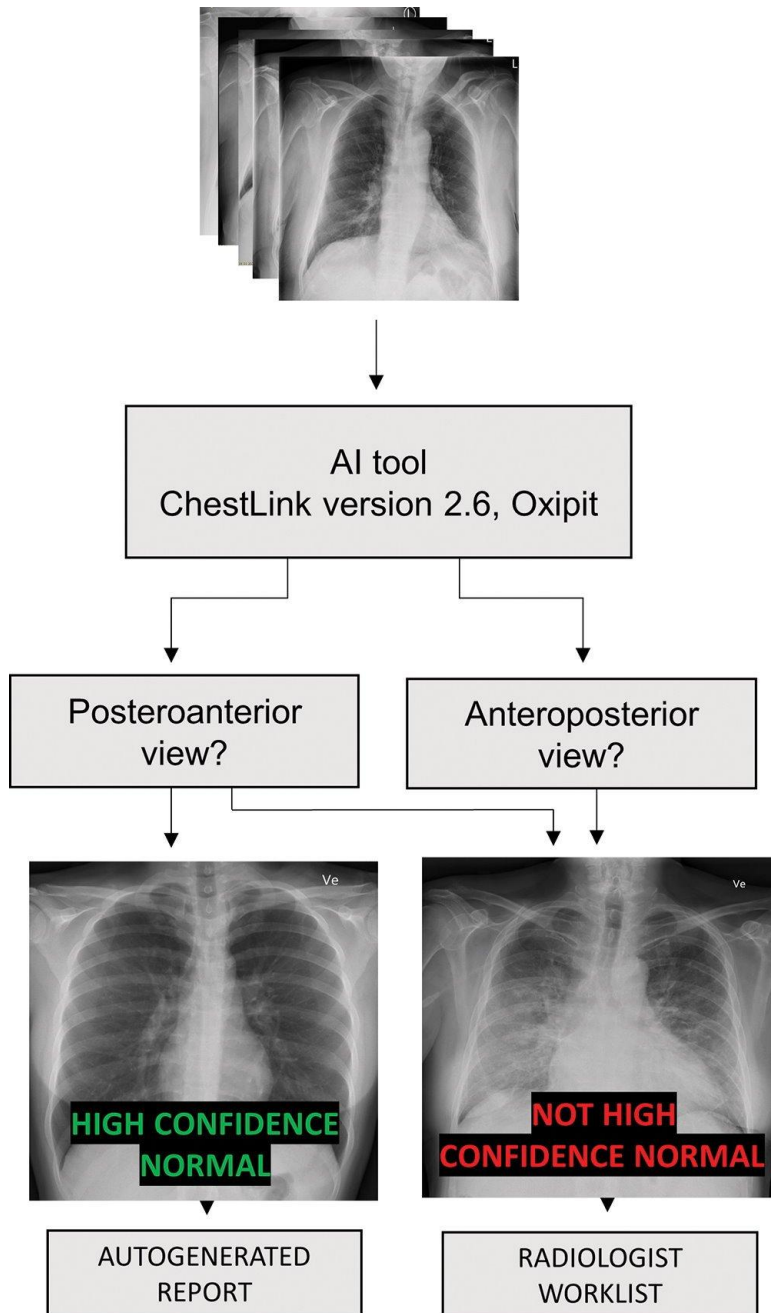 L
AI tool
ChestLink version 2.6, Oxipit
Posteroanterior
view?
Anteroposterior
view?
Ve
HIGH CONFIDENCE
NORMAL
Ve
NOT HIGH
CONFIDENCE NORMAL
AUTOGENERATED
REPORT
RADIOLOGIST
WORKLIST